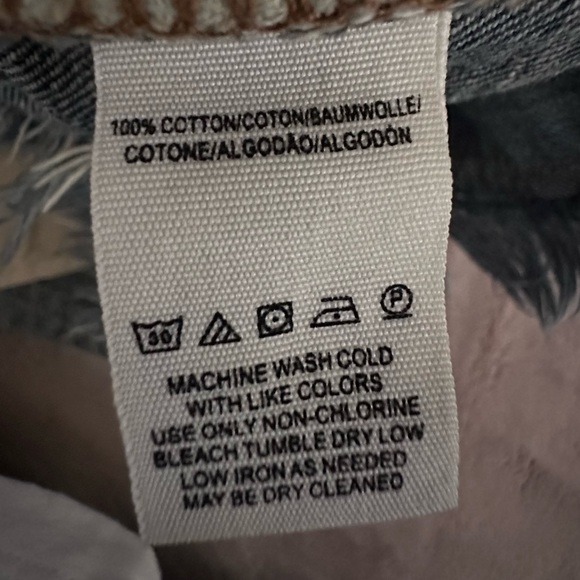 100% COTTON/COTON/BAUMWOLLE/
COTONE/ALGODÃO/ALGODÓN
30 P
MACHINE WASH COLD
WITH LIKE COLORS
USE ONLY NON-CHLORINE
BLEACH TUMBLE DRY LOW
LOW IRON AS NEEDED
MAY BE DRY CLEANED